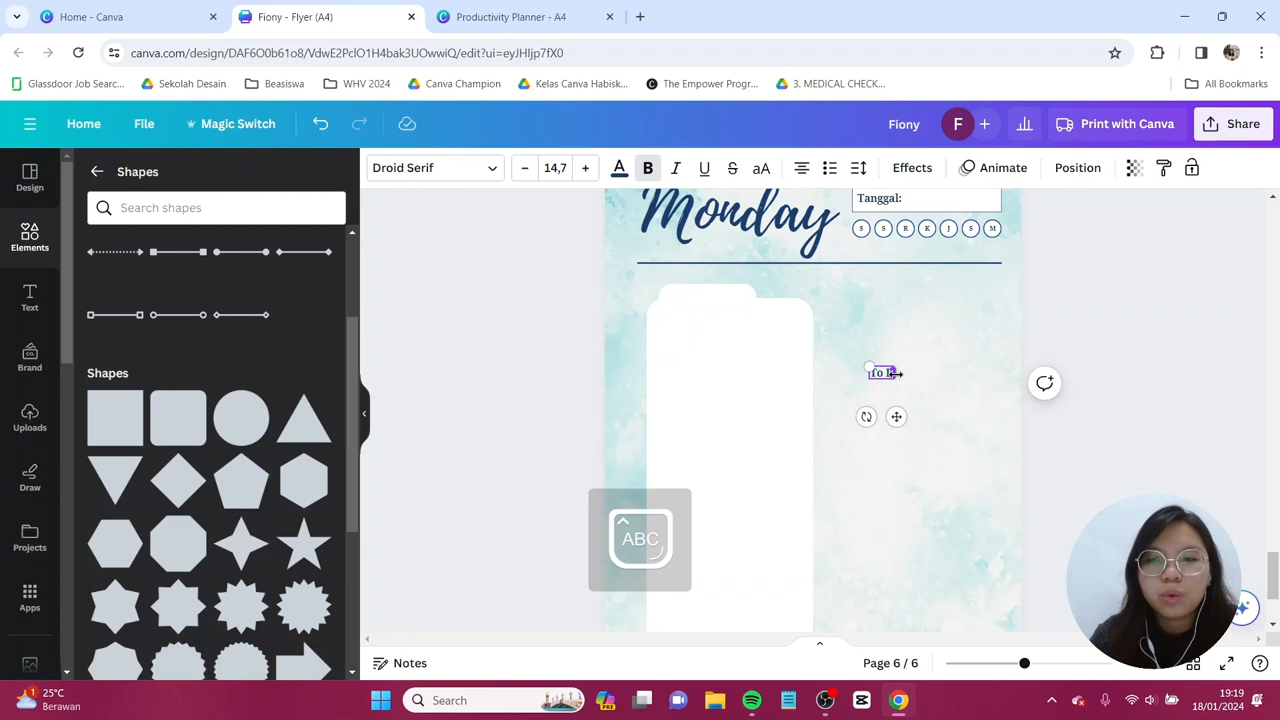 Home - Canva
Fiony - Flyer (A4)
Productivity Planner - A4
canva.com/design/DAF6O0b61o8/VdwE2PclO1H4bak3UOwwiQ/edit?ui=eyJHIjp7fX0
Glassdoor Job Searc...
Sekolah Desain
Beasiswa
WHV 2024
Canva Champion
Kelas Canva Habisk...
The Empower Progr...
3. MEDICAL CHECK...
All Bookmarks
Home
File
Magic Switch
Fiony
F
Print with Canva
Share
Design
Elements
Text
Brand
Uploads
Draw
Projects
Apps
Shapes
Search shapes
Shapes
Droid Serif
14,7
A
B
I
U
S
aA
Effects
Animate
Position
Monday
Tanggal:
S S R K J S M
To
ABC
Notes
Page 6 / 6
25°C
Berawan
Search
PRE
19:19
18/01/2024